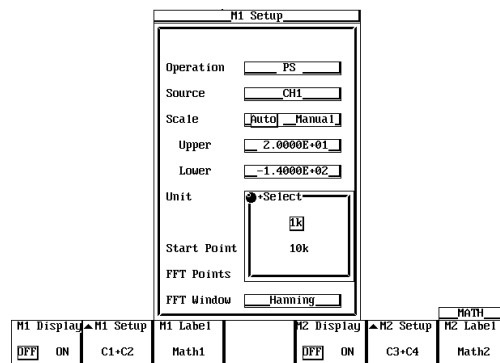 M1 Setup
Operation PS
Source CH1
Scale Auto Manual
Upper 2.0000E+01
Lower -1.4000E+02
Unit +Select
1k
Start Point 10k
FFT Points
FFT Window Hanning
MATH
M1 Display M1 Setup M1 Label M2 Display M2 Setup M2 Label
OFF ON C1+C2 Math1 OFF ON C3+C4 Math2